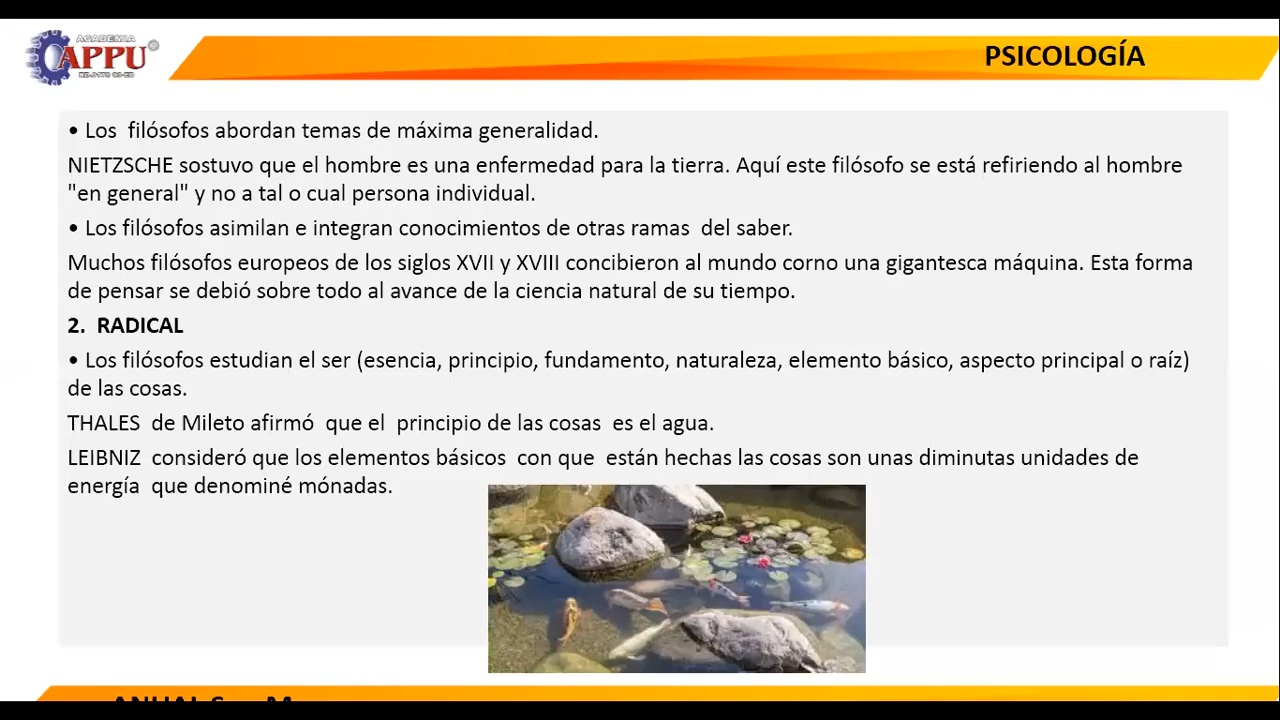 ACADEMIA
APPU
PSICOLOGÍA
• Los filósofos abordan temas de máxima generalidad.
NIETZSCHE sostuvo que el hombre es una enfermedad para la tierra. Aquí este filósofo se está refiriendo al hombre
"en general" y no a tal o cual persona individual.
• Los filósofos asimilan e integran conocimientos de otras ramas del saber.
Muchos filósofos europeos de los siglos XVII y XVIII concibieron al mundo corno una gigantesca máquina. Esta forma
de pensar se debió sobre todo al avance de la ciencia natural de su tiempo.
2. RADICAL
• Los filósofos estudian el ser (esencia, principio, fundamento, naturaleza, elemento básico, aspecto principal o raíz)
de las cosas.
THALES de Mileto afirmó que el principio de las cosas es el agua.
LEIBNIZ consideró que los elementos básicos con que están hechas las cosas son unas diminutas unidades de
energía que denominé mónadas.
ANUAL